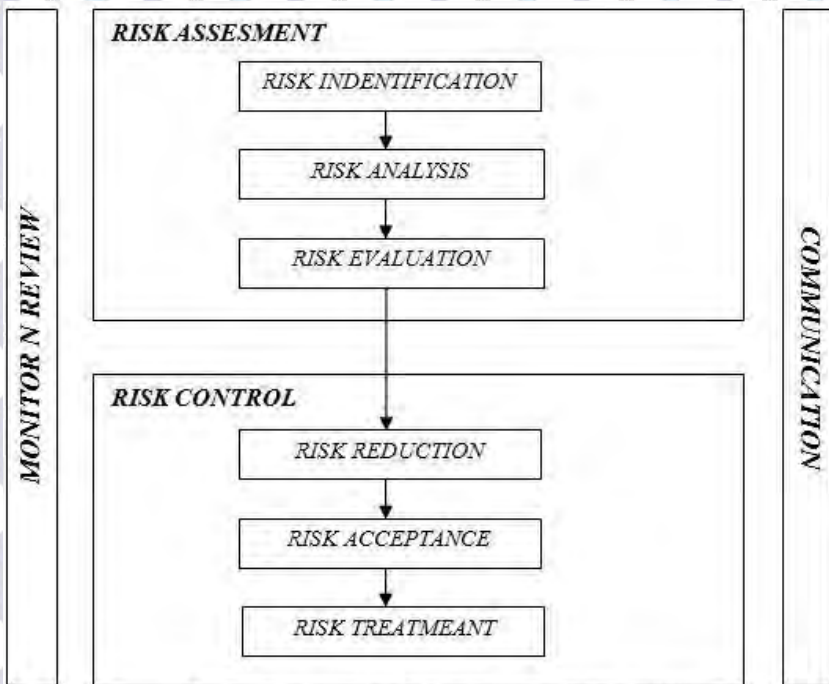 RISK ASSESMENT
RISK INDENTIFICATION
RISK ANALYSIS
RISK EVALUATION
MONITOR N REVIEW
COMMUNICATION
RISK CONTROL
RISK REDUCTION
RISK ACCEPTANCE
RISK TREATMEANT